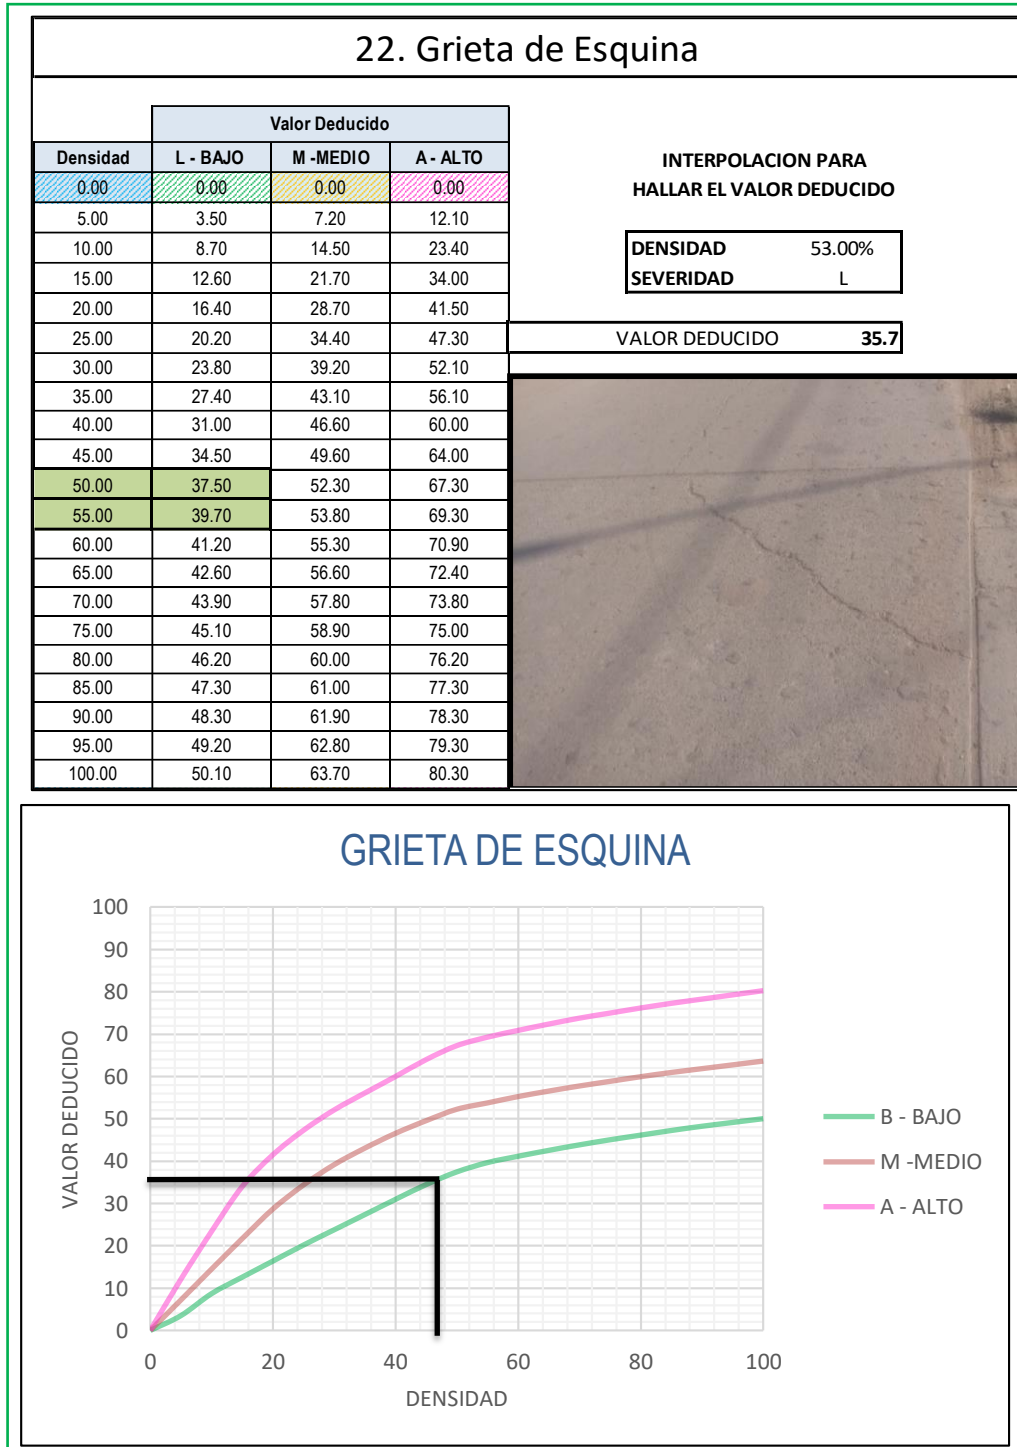 22. Grieta de Esquina
Valor Deducido
Densidad L - BAJO M -MEDIO A - ALTO
0.00 0.00 0.00 0.00
5.00 3.50 7.20 12.10
10.00 8.70 14.50 23.40
15.00 12.60 21.70 34.00
20.00 16.40 28.70 41.50
25.00 20.20 34.40 47.30
30.00 23.80 39.20 52.10
35.00 27.40 43.10 56.10
40.00 31.00 46.60 60.00
45.00 34.50 49.60 64.00
50.00 37.50 52.30 67.30
55.00 39.70 53.80 69.30
60.00 41.20 55.30 70.90
65.00 42.60 56.60 72.40
70.00 43.90 57.80 73.80
75.00 45.10 58.90 75.00
80.00 46.20 60.00 76.20
85.00 47.30 61.00 77.30
90.00 48.30 61.90 78.30
95.00 49.20 62.80 79.30
100.00 50.10 63.70 80.30
INTERPOLACION PARA
HALLAR EL VALOR DEDUCIDO
DENSIDAD 53.00%
SEVERIDAD L
VALOR DEDUCIDO 35.7
GRIETA DE ESQUINA
VALOR DEDUCIDO
100
90
80
70
60
50
40
30
20
10
0
0 20 40 60 80 100
DENSIDAD
B - BAJO
M -MEDIO
A - ALTO